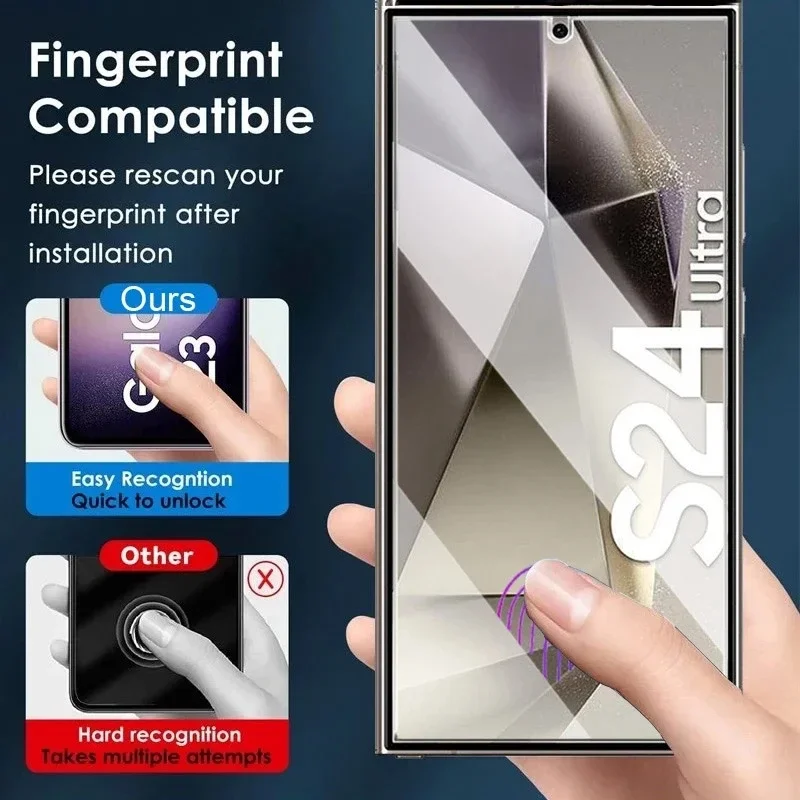 Fingerprint
Compatible
Please rescan your
fingerprint after
installation
Ours
Easy Recogntion
Quick to unlock
Other
X
Hard recognition
Takes multiple attempts
S24 Ultra